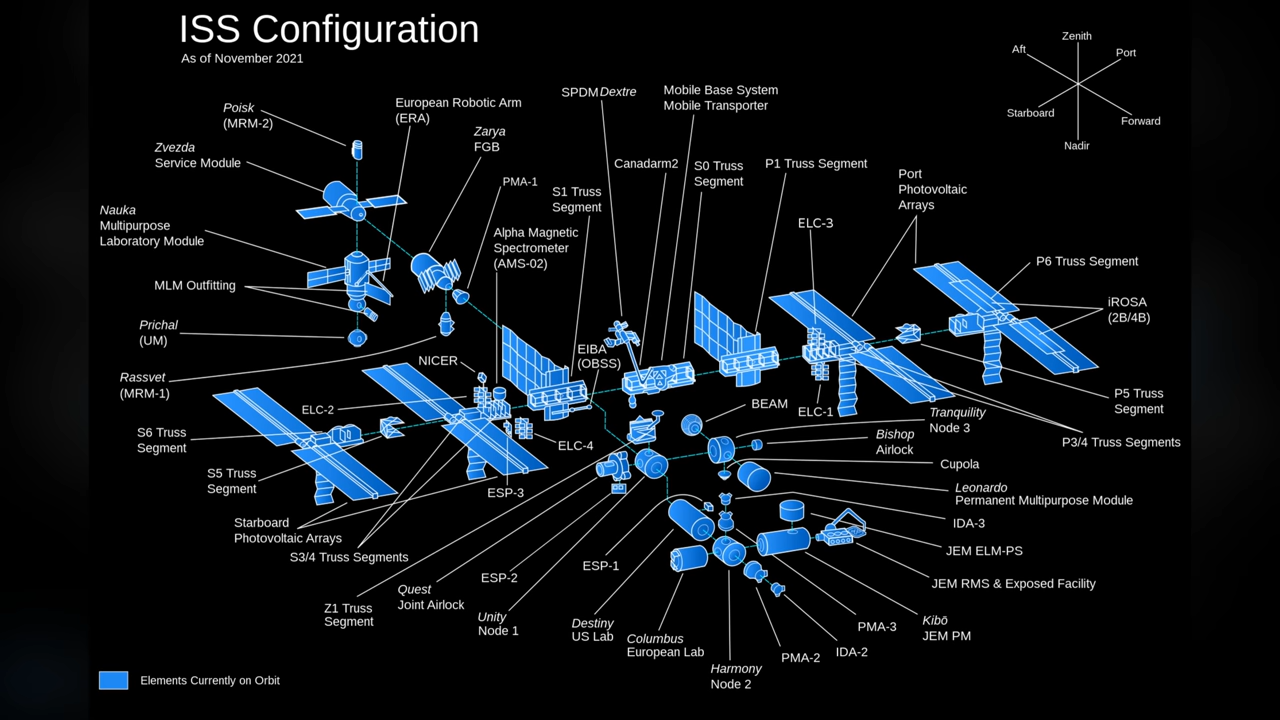 ISS Configuration
As of November 2021
Zenith
Aft
Port
Starboard
Forward
Nadir
Poisk
(MRM-2)
European Robotic Arm
(ERA)
SPDM Dextre
Mobile Base System
Mobile Transporter
Zvezda
Service Module
Zarya
FGB
PMA-1
S1 Truss
Segment
Canadarm2
S0 Truss
Segment
P1 Truss Segment
Port
Photovoltaic
Arrays
Nauka
Multipurpose
Laboratory Module
Alpha Magnetic
Spectrometer
(AMS-02)
ELC-3
P6 Truss Segment
MLM Outfitting
iROSA
(2B/4B)
Prichal
(UM)
EIBA
(OBSS)
NICER
Rassvet
(MRM-1)
BEAM
ELC-1
P5 Truss
Segment
ELC-2
Tranquility
Node 3
S6 Truss
Segment
ELC-4
Bishop
Airlock
P3/4 Truss Segments
Cupola
S5 Truss
Segment
ESP-3
Leonardo
Permanent Multipurpose Module
Starboard
Photovoltaic Arrays
IDA-3
S3/4 Truss Segments
JEM ELM-PS
ESP-1
ESP-2
JEM RMS & Exposed Facility
Quest
Joint Airlock
Z1 Truss
Segment
Unity
Node 1
Destiny
US Lab
Columbus
European Lab
PMA-3
Kibō
JEM PM
IDA-2
PMA-2
Harmony
Node 2
Elements Currently on Orbit